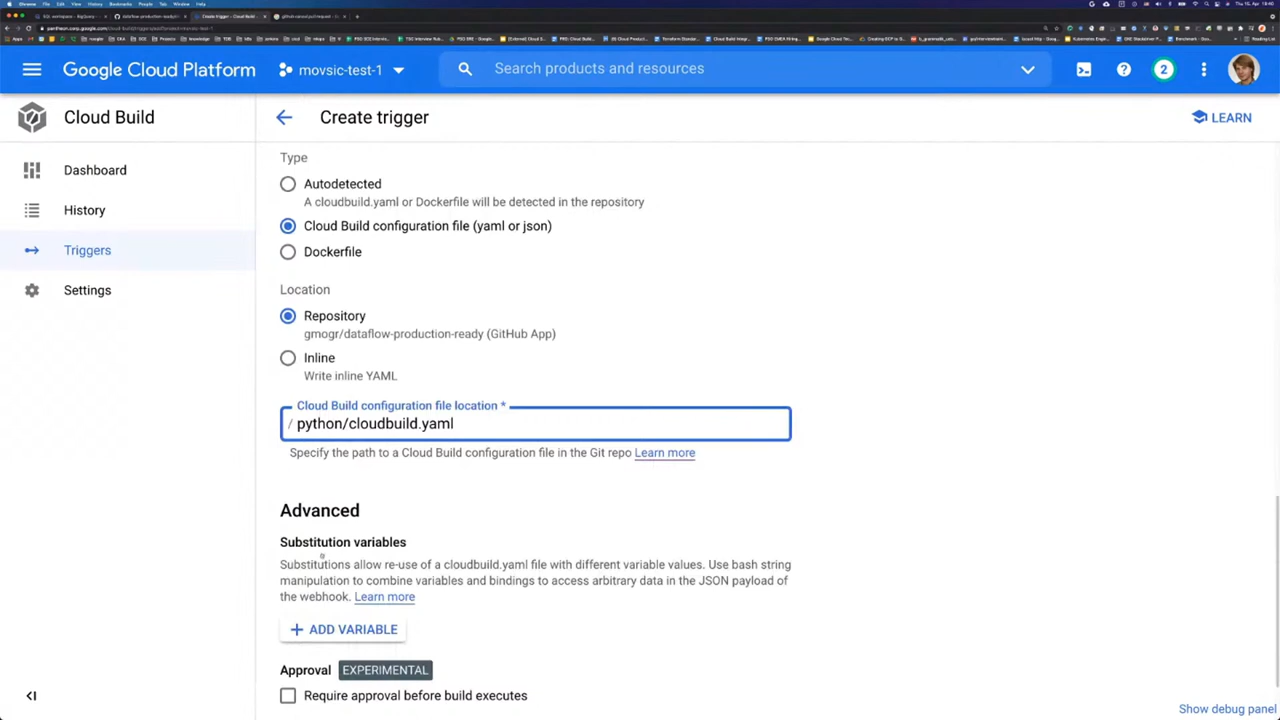 Google Cloud Platform
movsic-test-1
Search products and resources
2
Cloud Build
Create trigger
LEARN
Dashboard
History
Triggers
Settings
Type
Autodetected
A cloudbuild.yaml or Dockerfile will be detected in the repository
Cloud Build configuration file (yaml or json)
Dockerfile
Location
Repository
gmogr/dataflow-production-ready (GitHub App)
Inline
Write inline YAML
Cloud Build configuration file location *
/ python/cloudbuild.yaml
Specify the path to a Cloud Build configuration file in the Git repo Learn more
Advanced
Substitution variables
Substitutions allow re-use of a cloudbuild.yaml file with different variable values. Use bash string
manipulation to combine variables and bindings to access arbitrary data in the JSON payload of
the webhook. Learn more
+ ADD VARIABLE
Approval EXPERIMENTAL
Require approval before build executes
Show debug panel